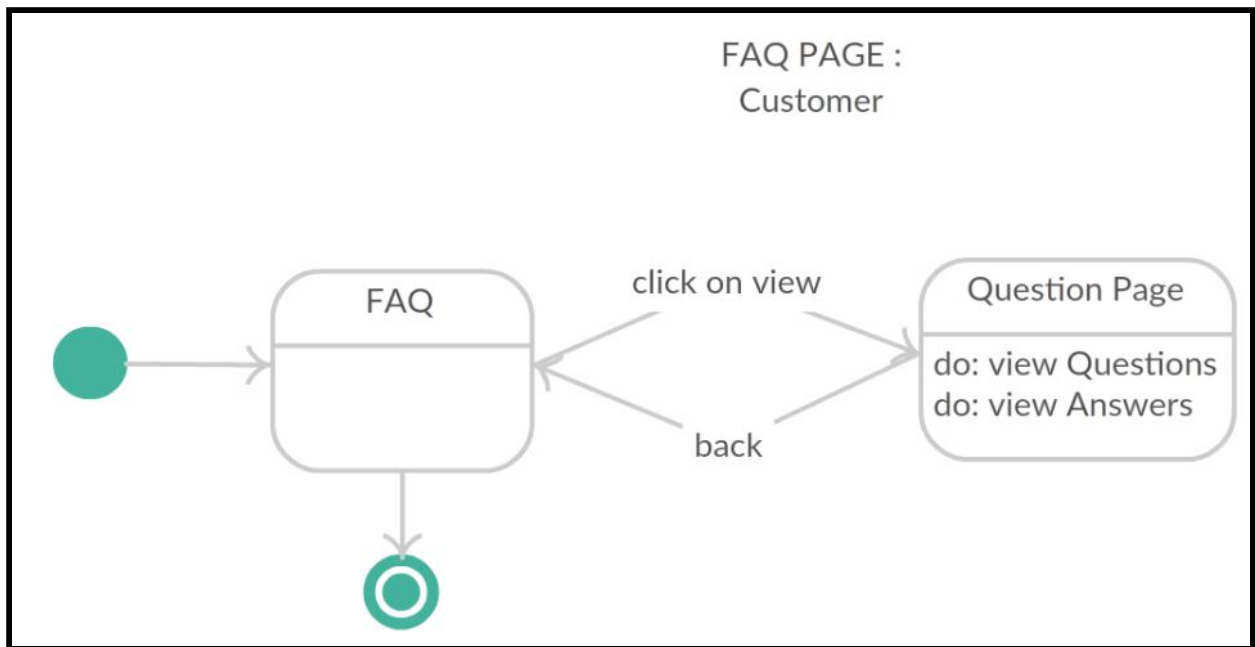 FAQ PAGE :
Customer
FAQ
click on view
Question Page
do: view Questions
do: view Answers
back